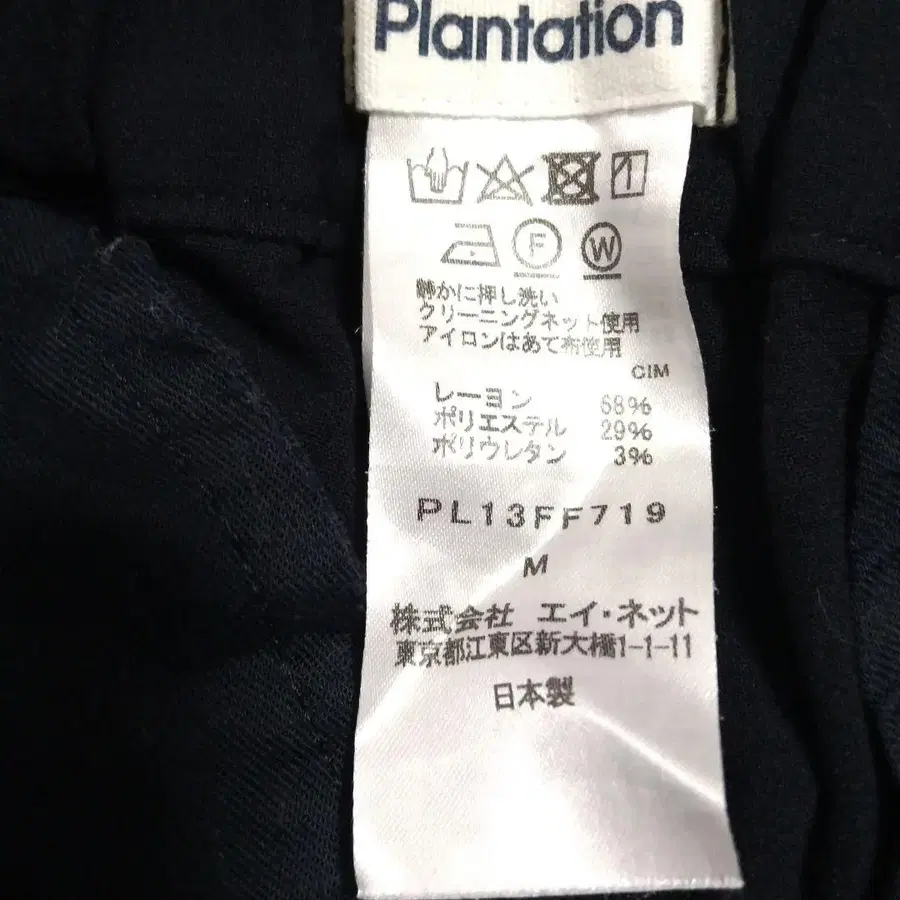 Plantation
F
W
静かに押し洗い
クリーニングネット使用
アイロンはあて布使用
CIM
レーヨン 68%
ポリエステル 29%
ポリウレタン 3%
PL13FF719
M
株式会社 エイ・ネット
東京都江東区新大橋1-1-11
日本製